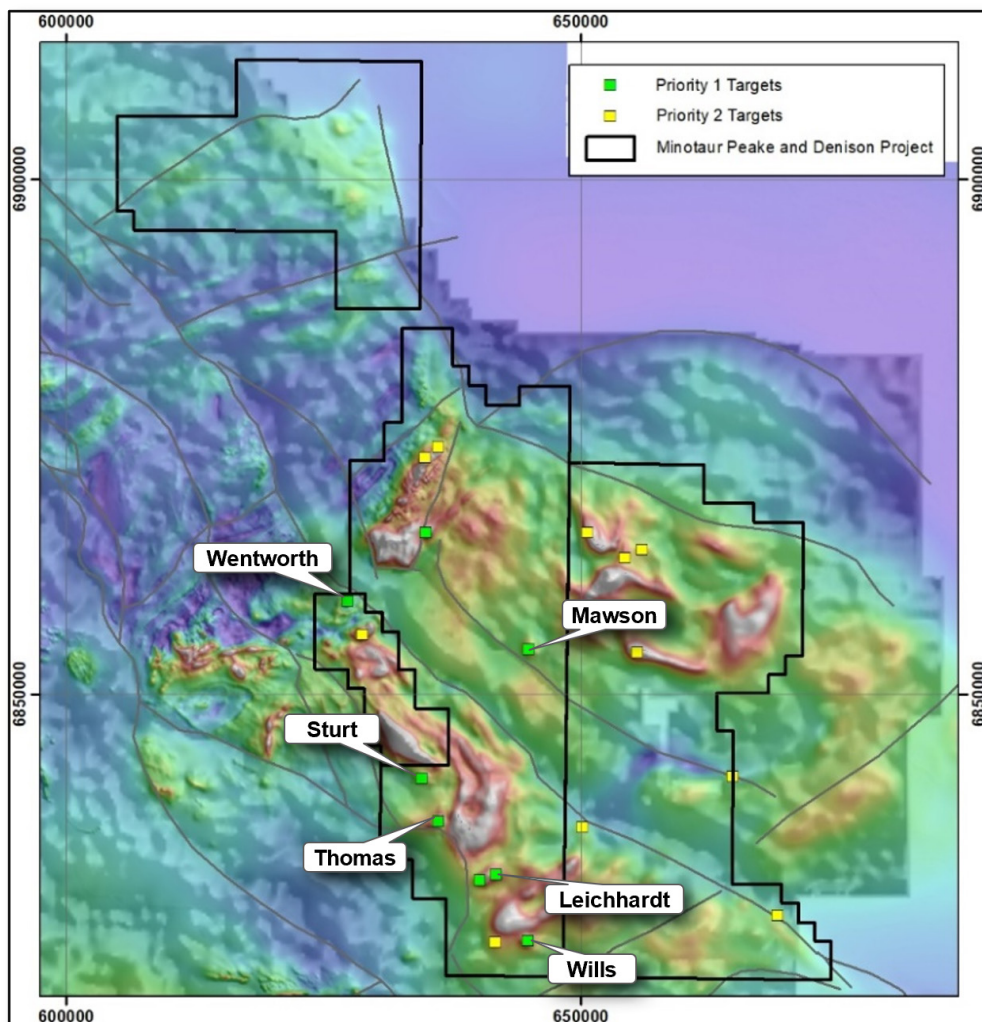 600000
650000
Priority 1 Targets
Priority 2 Targets
Minotaur Peake and Denison Project
6900000
6900000
Wentworth
Mawson
6850000
6850000
Sturt
Thomas
Leichhardt
Wills
600000
650000